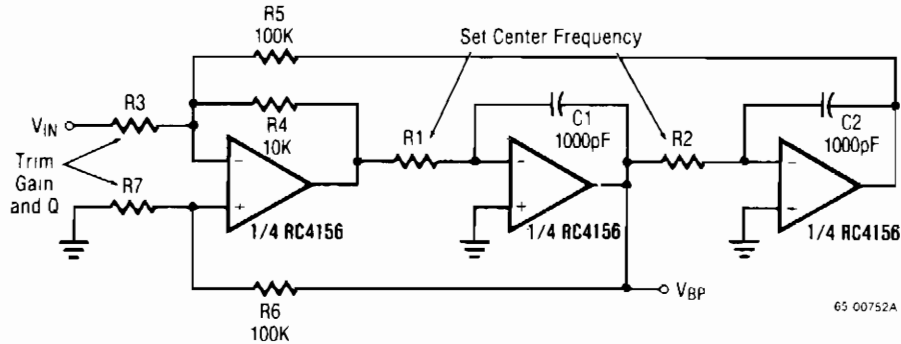 R5
100K
Set Center Frequency
R3
VIN
R4
10K
R1
C1
1000pF
R2
C2
1000pF
Trim
Gain
and Q
R7
−
+
1/4 RC4156
−
+
1/4 RC4156
−
+
1/4 RC4156
R6
100K
VBP
65-00752A